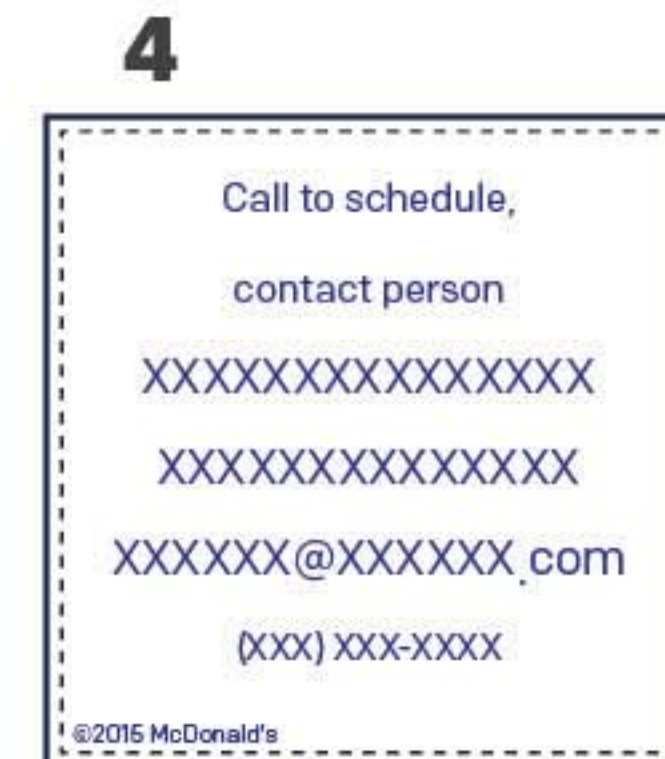 4
Call to schedule,
contact person
XXXXXXXXXXXXXXX
XXXXXXXXXXXXXX
XXXXXX@XXXXXX.com
(XXX) XXX-XXXX
©2015 McDonald's